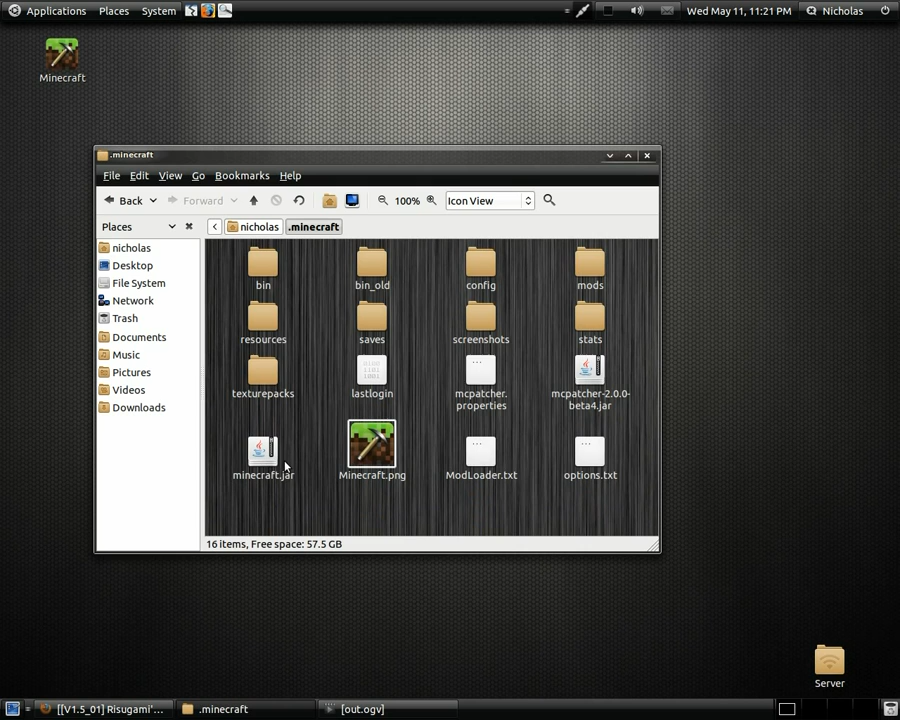 Applications Places System
Wed May 11, 11:21 PM Nicholas
Minecraft
.minecraft
File Edit View Go Bookmarks Help
Back Forward 100% Icon View
Places nicholas .minecraft
nicholas
Desktop
File System
Network
Trash
Documents
Music
Pictures
Videos
Downloads
bin bin_old config mods
resources saves screenshots stats
texturepacks lastlogin mcpatcher.properties mcpatcher-2.0.0-beta4.jar
minecraft.jar Minecraft.png ModLoader.txt options.txt
16 items, Free space: 57.5 GB
Server
[[V1.5_01] Risugami'... .minecraft [out.ogv]